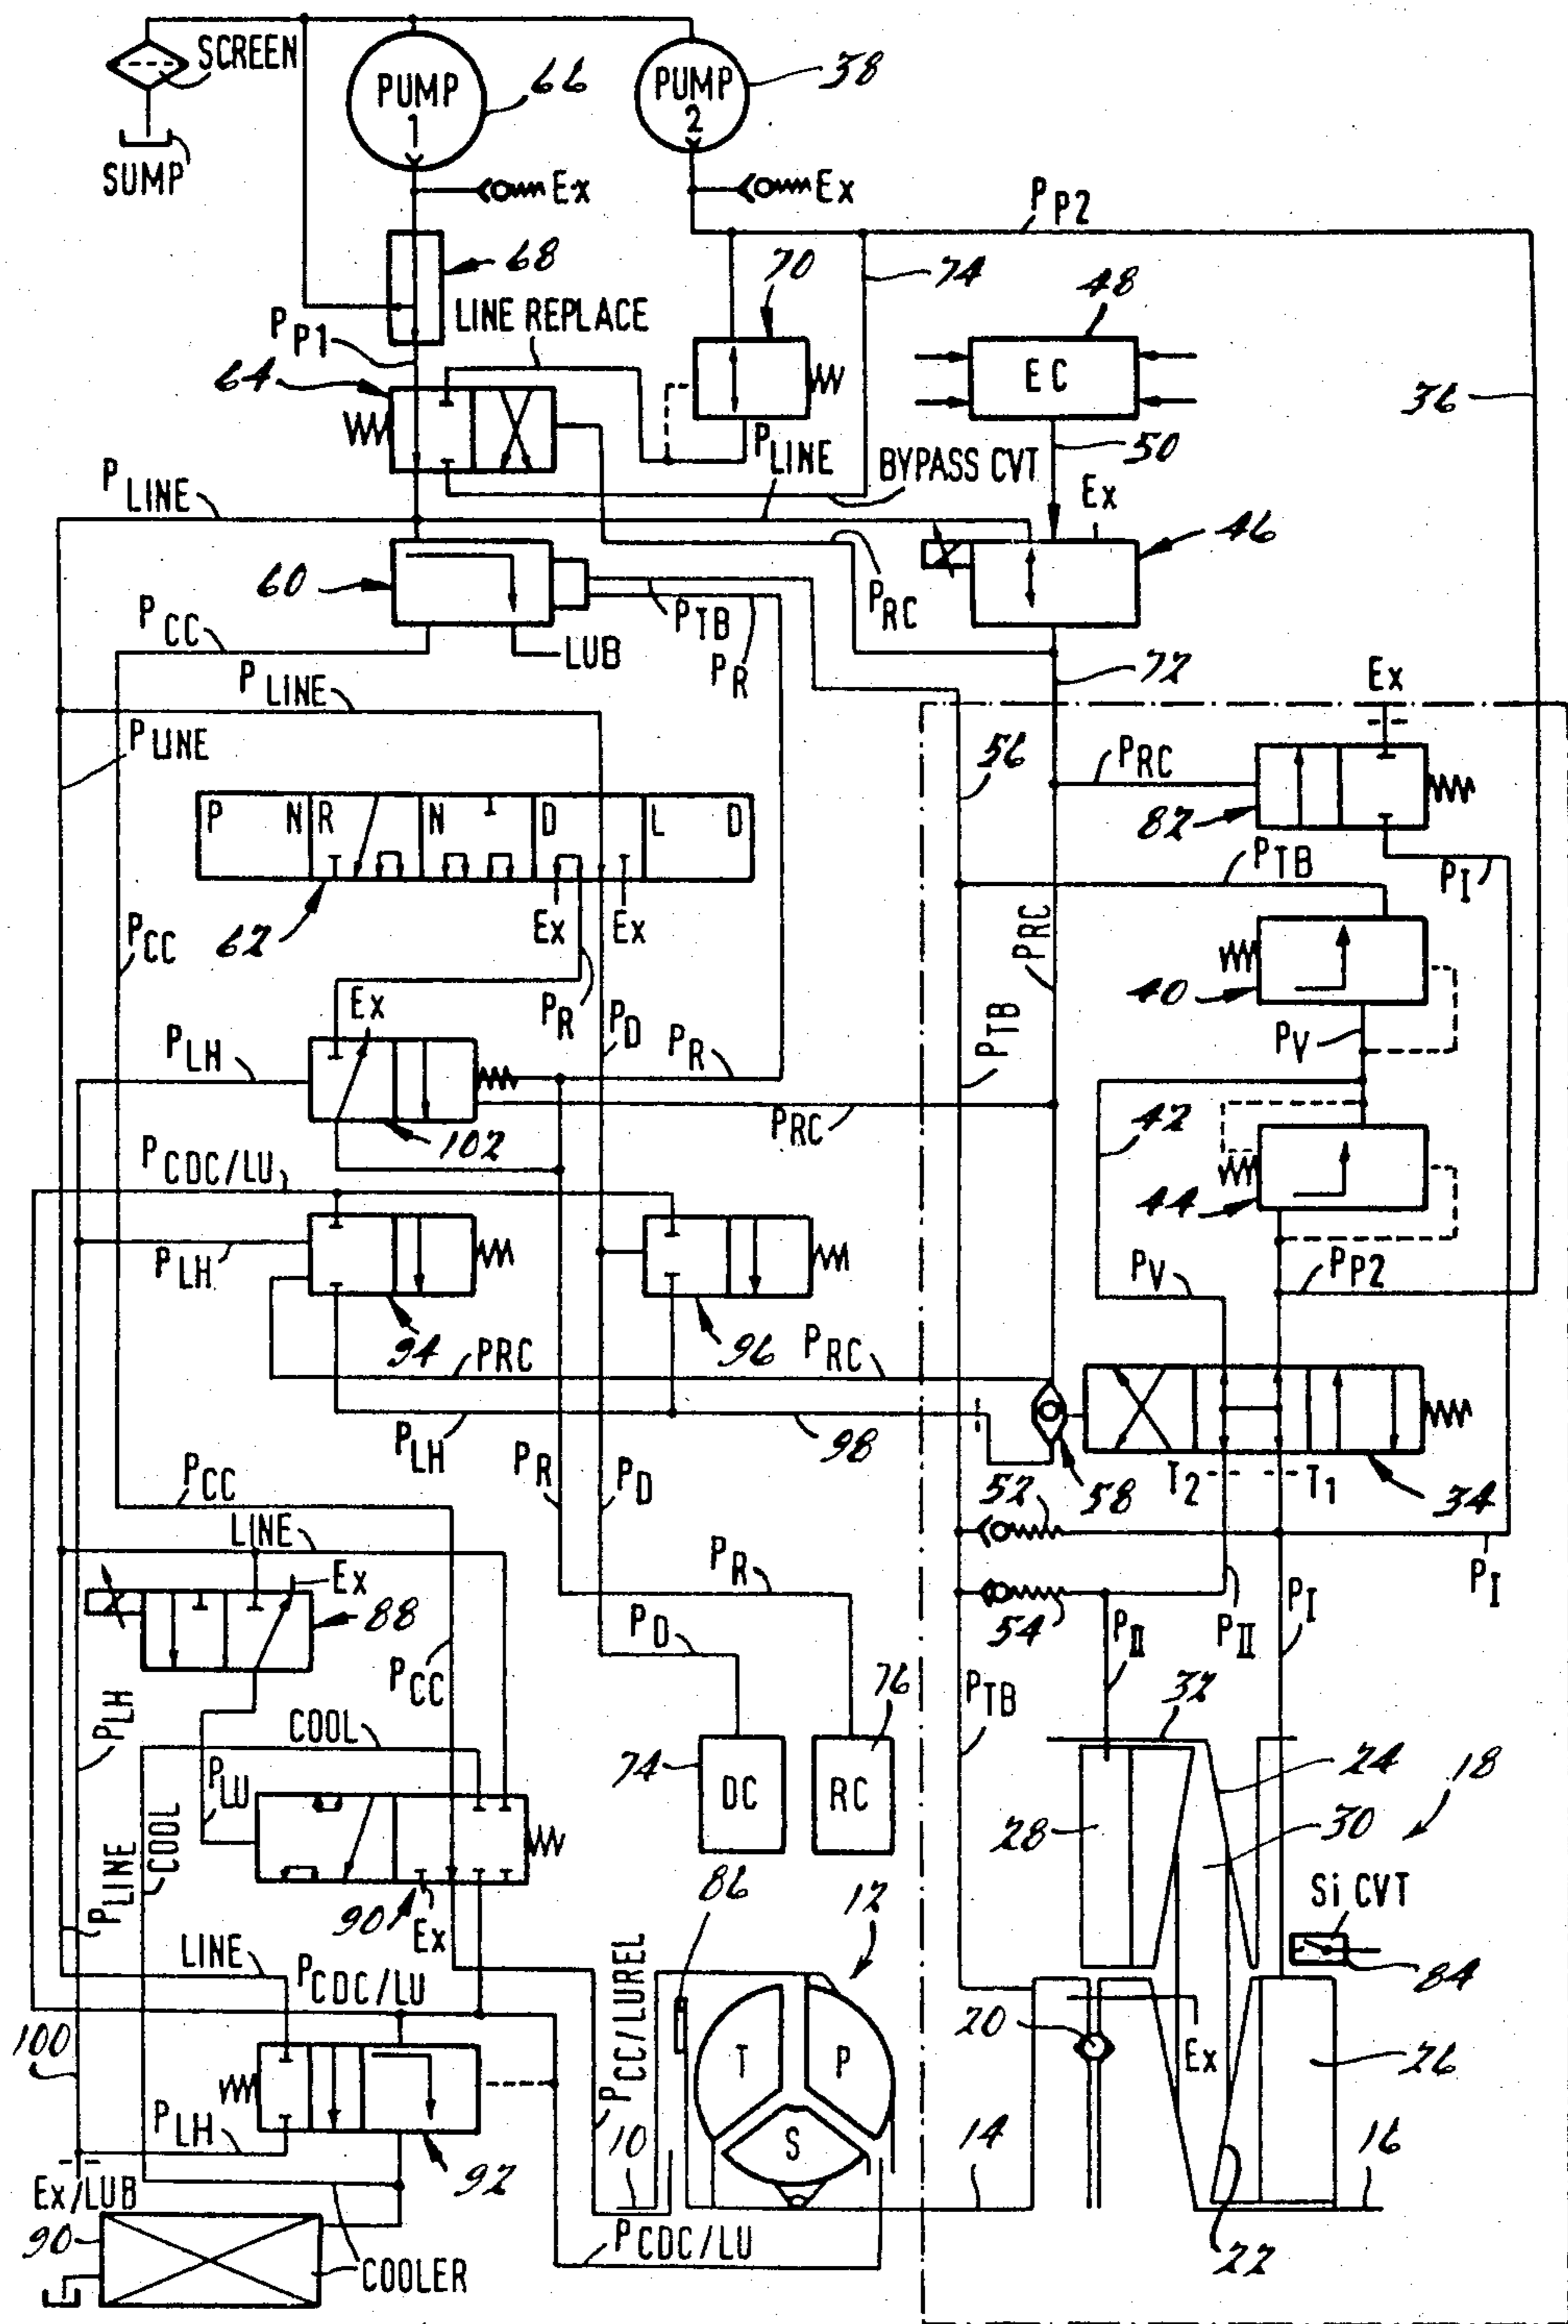 SCREEN
SUMP
PUMP 1
66
PUMP 2
38
Ex
Ex
PP2
68
70
74
48
LINE REPLACE
PP1
64
EC
36
PLINE
50
BYPASS CVT
PLINE
Ex
46
60
PTB
PRC
PCC
LUB
PR
72
PLINE
Ex
PLINE
56
PRC
82
P N R N D L D
PTB
PI
62
Ex
Ex
PCC
PRC
40
Ex
PR
PD
PTB
PV
PLH
PR
102
PRC
42
PCDC/LU
44
PLH
PV
PP2
94
96
PRC
PRC
PLH
98
58
T2
T1
34
PCC
PR
PD
52
LINE
PR
PI
Ex
88
54
PII
PII
PI
PD
PCC
PTB
76
32
PLH
COOL
24
18
PLU
74
DC
RC
28
30
PLINE
COOL
86
Si CVT
90
Ex
12
84
LINE
PCDC/LU
PCC/LUREL
20
Ex
26
100
T
P
S
PLH
92
10
14
16
Ex/LUB
90
COOLER
PCDC/LU
22